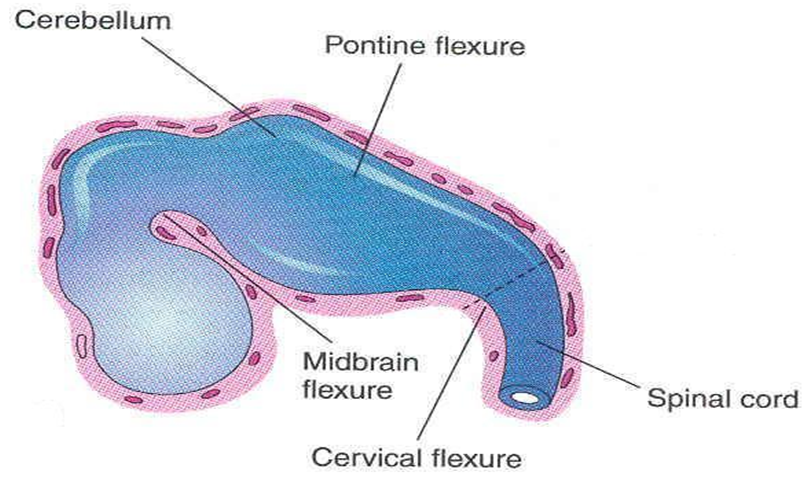 Cerebellum
Pontine flexure
Midbrain
flexure
Spinal cord
Cervical flexure